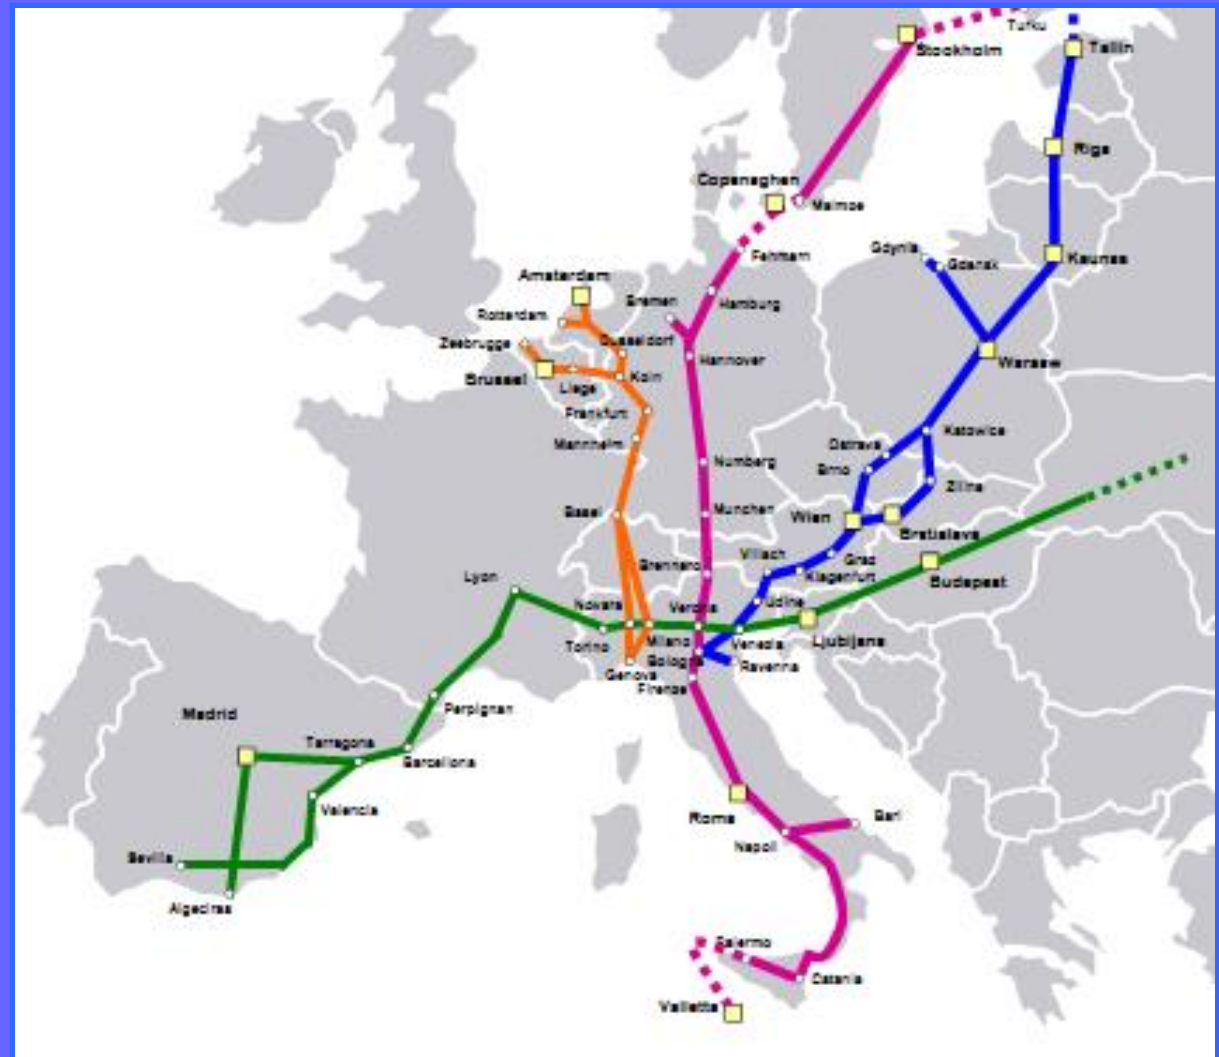 Turku
Stockholm
Tallin
Riga
Copenaghen
Malmoe
Gdynia
Fehmarn
Kaunas
Gdansk
Amsterdam
Bremen
Hamburg
Rotterdam
Dusseldorf
Zeebrugge
Hannover
Warsaw
Brussel
Koln
Liege
Frankfurt
Katowice
Mannheim
Ostrava
Nurnberg
Brno
Zilina
Basel
Munchen
Wien
Bratislava
Villach
Graz
Brennero
Klagenfurt
Lyon
Budapest
Novara
Verona
Udine
Torino
Milano
Venezia
Ljubljana
Bologna
Ravenna
Genova
Firenze
Perpignan
Madrid
Tarragona
Barcellona
Valencia
Roma
Bari
Napoli
Sevilla
Algeciras
Palermo
Catania
Valletta